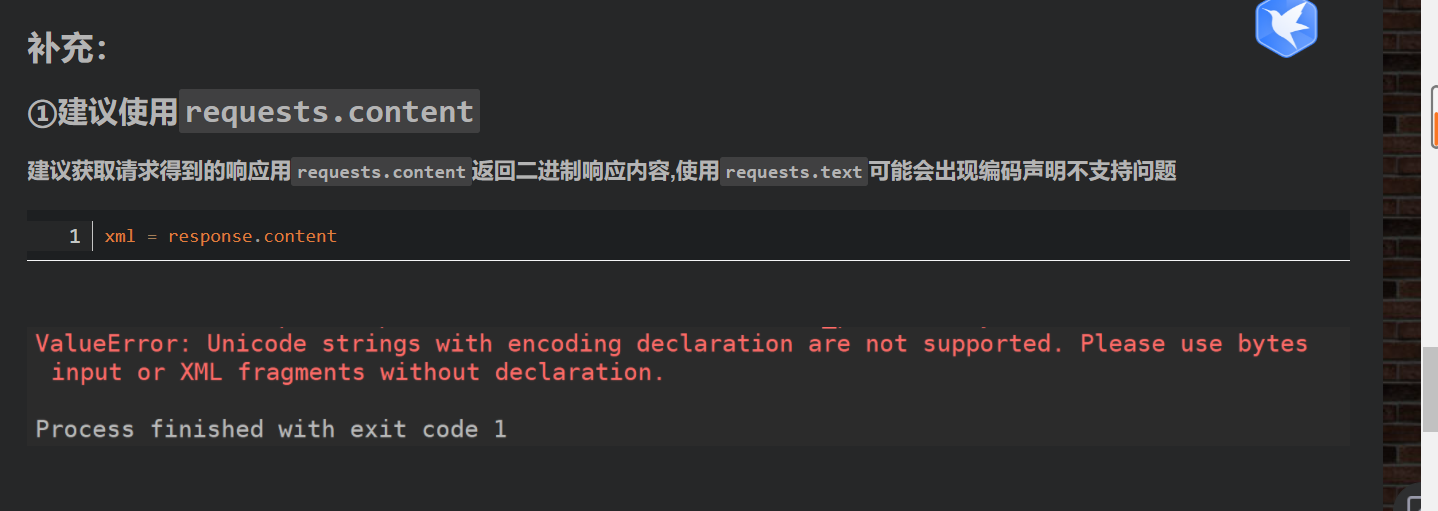 补充：
①建议使用requests.content
建议获取请求得到的响应用requests.content返回二进制响应内容,使用requests.text可能会出现编码声明不支持问题
1 xml = response.content
ValueError: Unicode strings with encoding declaration are not supported. Please use bytes
input or XML fragments without declaration.
Process finished with exit code 1